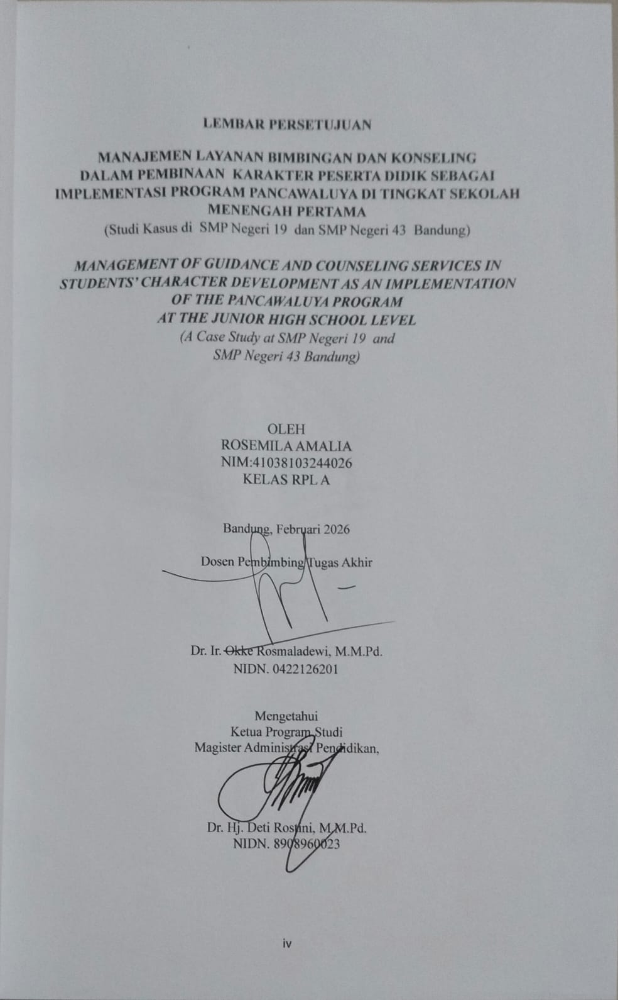 LEMBAR PERSETUJUAN
MANAJEMEN LAYANAN BIMBINGAN DAN KONSELING
DALAM PEMBINAAN KARAKTER PESERTA DIDIK SEBAGAI
IMPLEMENTASI PROGRAM PANCAWALUYA DI TINGKAT SEKOLAH
MENENGAH PERTAMA
(Studi Kasus di SMP Negeri 19 dan SMP Negeri 43 Bandung)
MANAGEMENT OF GUIDANCE AND COUNSELING SERVICES IN
STUDENTS' CHARACTER DEVELOPMENT AS AN IMPLEMENTATION
OF THE PANCAWALUYA PROGRAM
AT THE JUNIOR HIGH SCHOOL LEVEL
(A Case Study at SMP Negeri 19 and
SMP Negeri 43 Bandung)
OLEH
ROSEMILA AMALIA
NIM:41038103244026
KELAS RPL A
Bandung, Februari 2026
Dosen Pembimbing Tugas Akhir
Dr. Ir. Okke Rosmaladewi, M.M.Pd.
NIDN. 0422126201
Mengetahui
Ketua Program Studi
Magister Administrasi Pendidikan,
Dr. Hj. Deti Rostini, M.M.Pd.
NIDN. 8908960023
iv